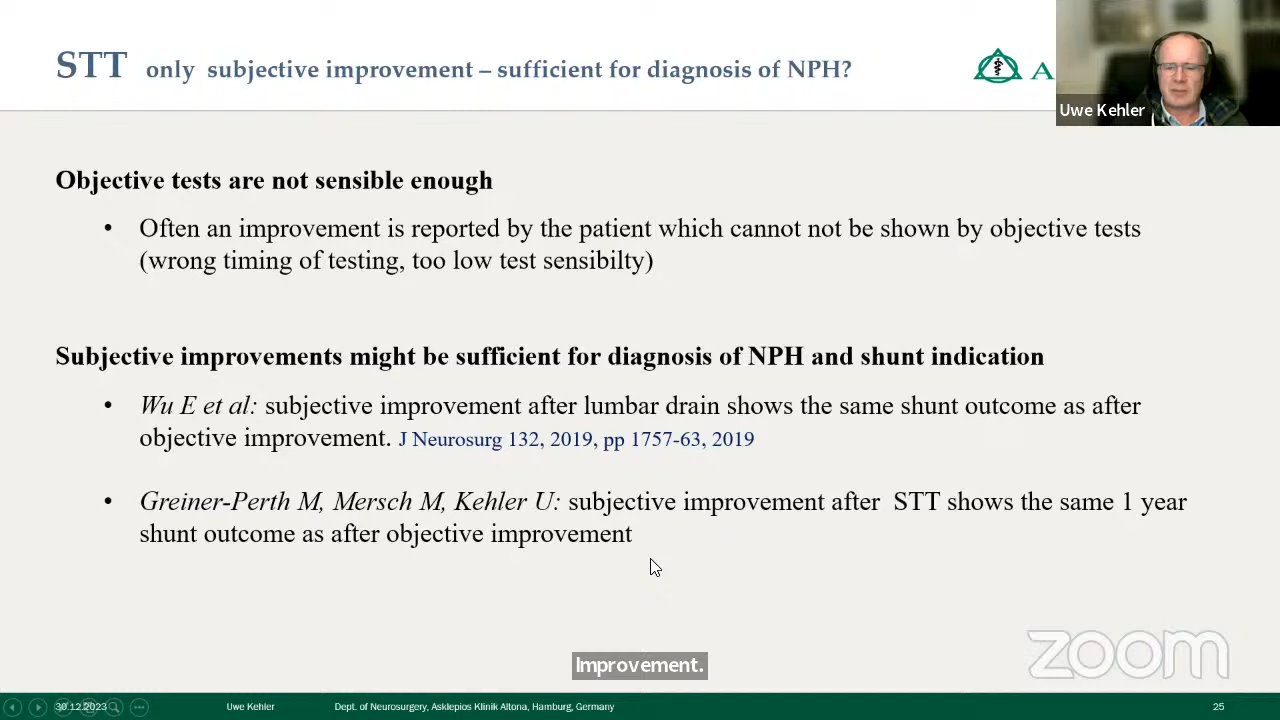 STT only subjective improvement – sufficient for diagnosis of NPH?
A
Uwe Kehler
Objective tests are not sensible enough
• Often an improvement is reported by the patient which cannot not be shown by objective tests
(wrong timing of testing, too low test sensibilty)
Subjective improvements might be sufficient for diagnosis of NPH and shunt indication
• Wu E et al: subjective improvement after lumbar drain shows the same shunt outcome as after
objective improvement. J Neurosurg 132, 2019, pp 1757-63, 2019
• Greiner-Perth M, Mersch M, Kehler U: subjective improvement after STT shows the same 1 year
shunt outcome as after objective improvement
Improvement.
zoom
30.12.2023 Uwe Kehler Dept. of Neurosurgery, Asklepios Klinik Altona, Hamburg, Germany 25